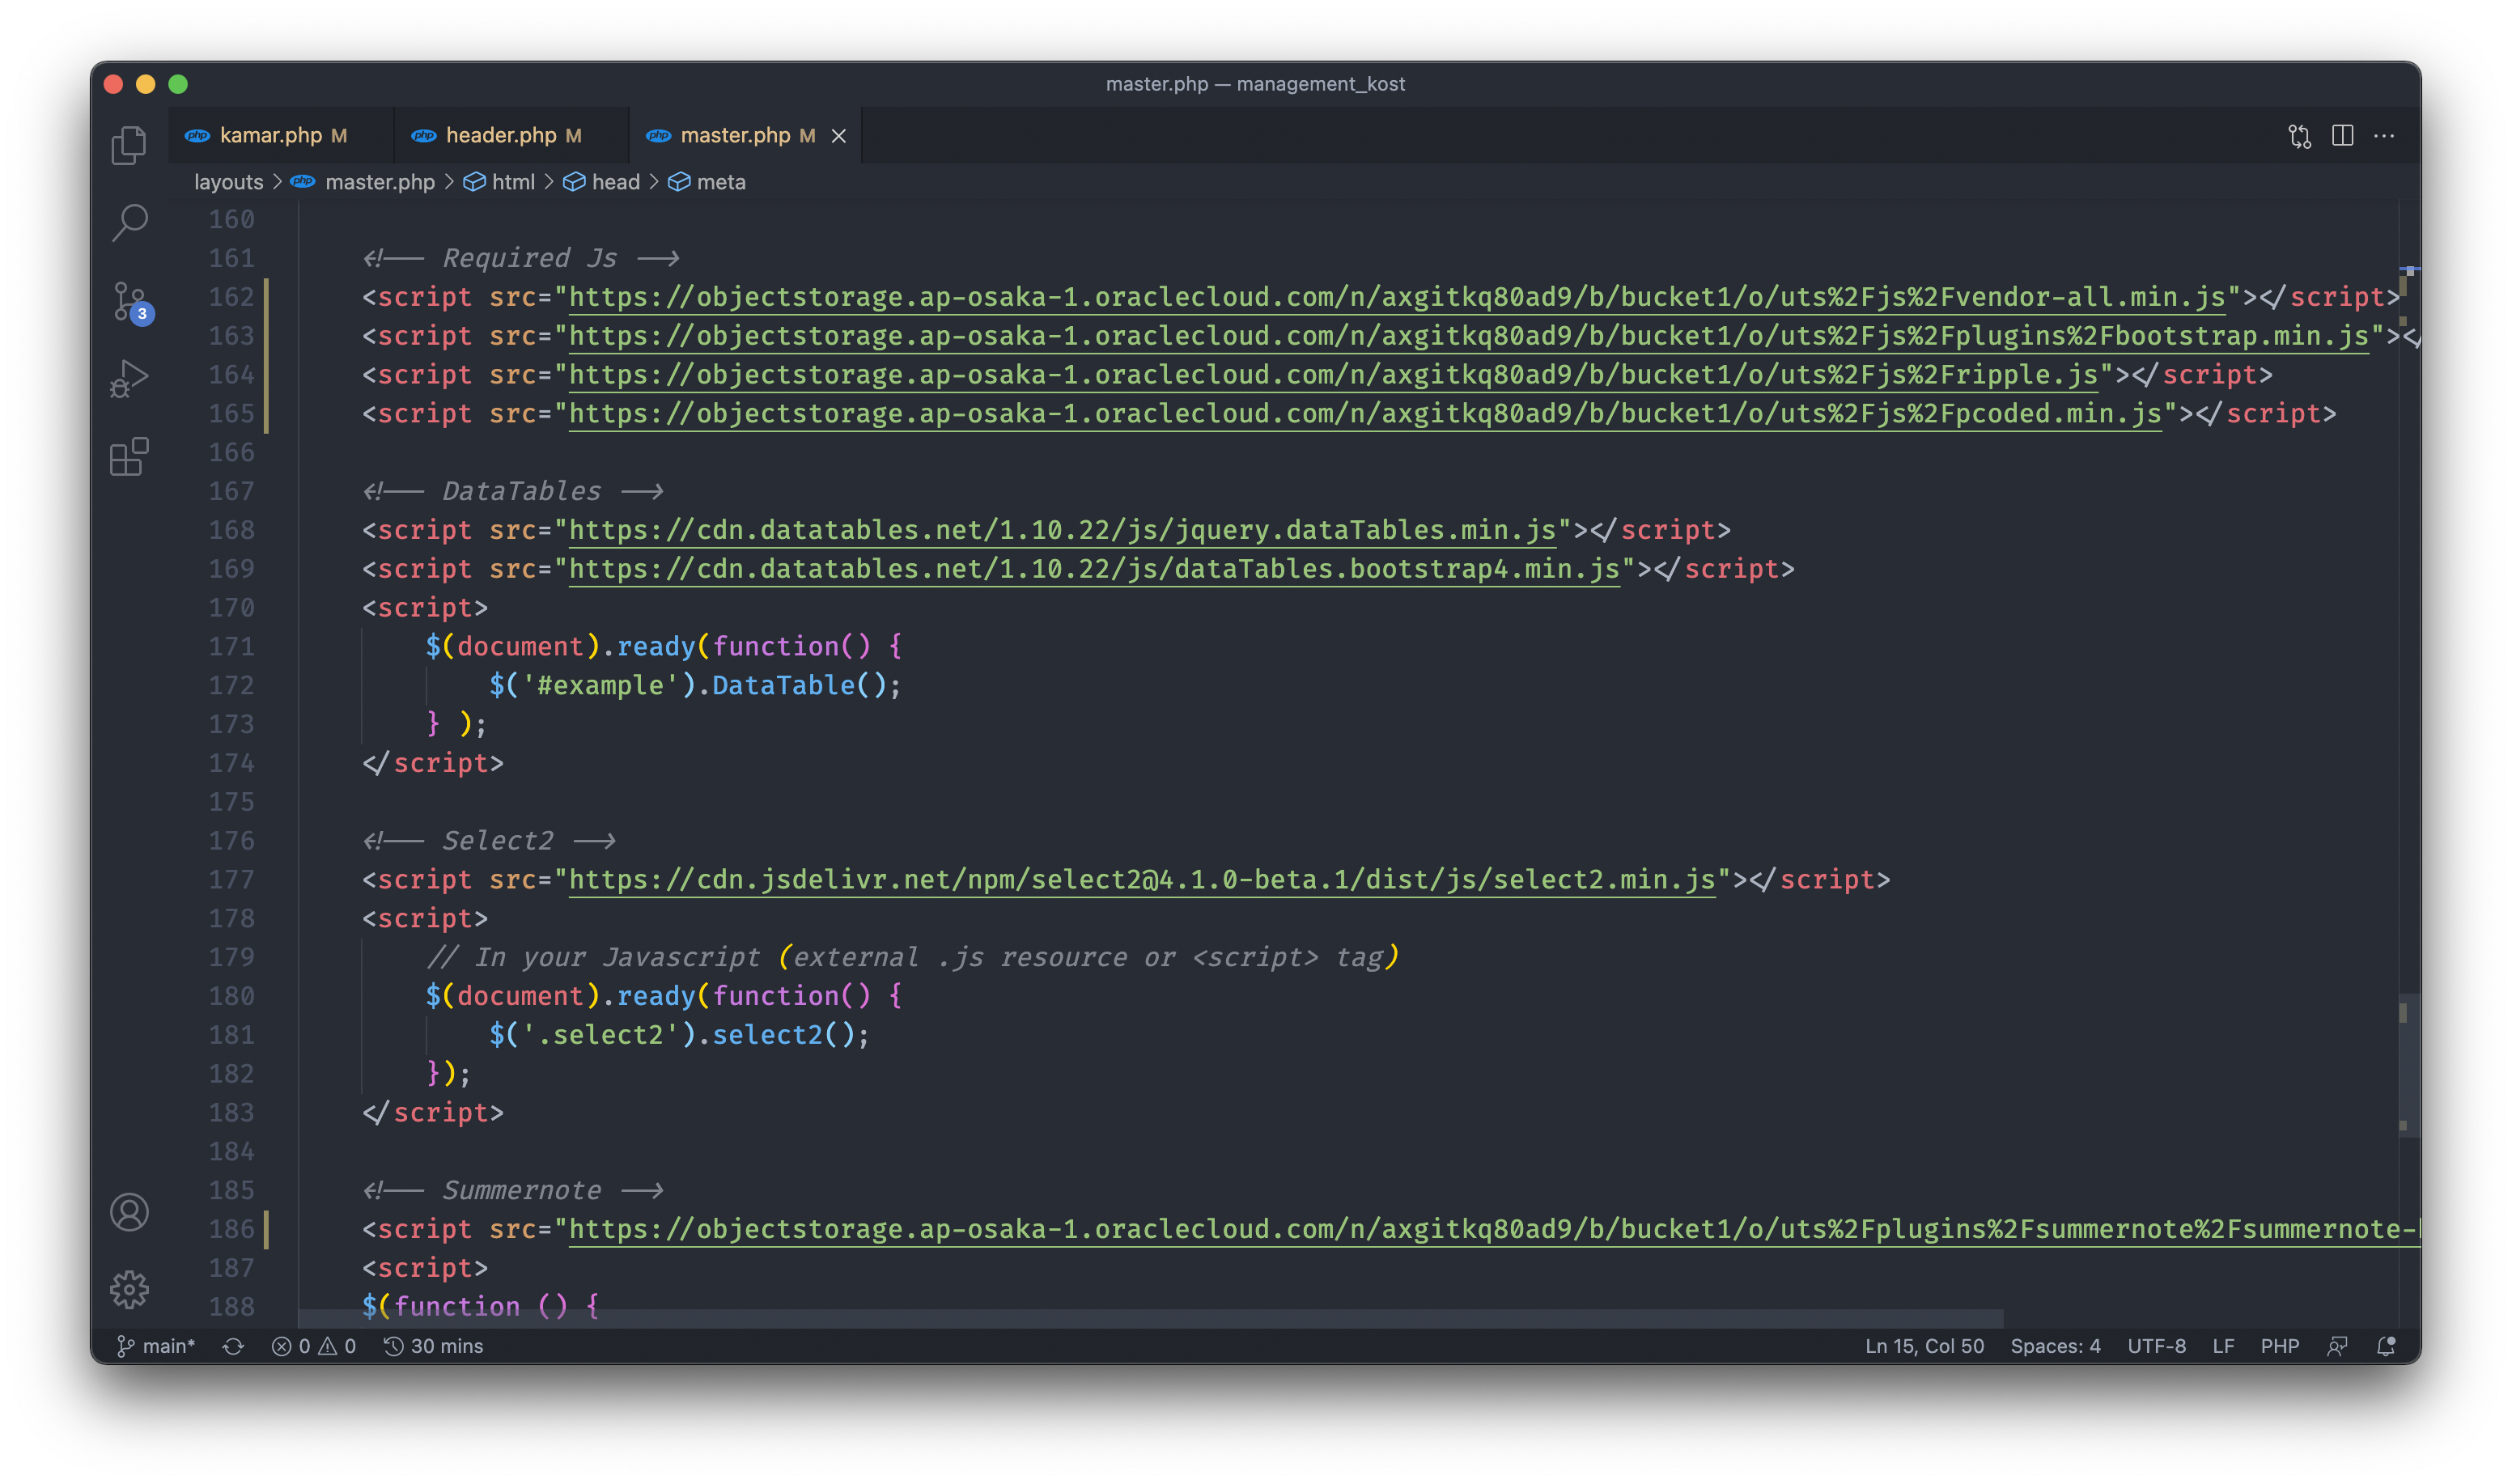 master.php — management_kost
php kamar.php M php header.php M php master.php M
layouts > php master.php > html > head > meta
160
161 <!-- Required Js -->
162 <script src="https://objectstorage.ap-osaka-1.oraclecloud.com/n/axgitkq80ad9/b/bucket1/o/uts%2Fjs%2Fvendor-all.min.js"></script>
163 <script src="https://objectstorage.ap-osaka-1.oraclecloud.com/n/axgitkq80ad9/b/bucket1/o/uts%2Fjs%2Fplugins%2Fbootstrap.min.js"></
164 <script src="https://objectstorage.ap-osaka-1.oraclecloud.com/n/axgitkq80ad9/b/bucket1/o/uts%2Fjs%2Fripple.js"></script>
165 <script src="https://objectstorage.ap-osaka-1.oraclecloud.com/n/axgitkq80ad9/b/bucket1/o/uts%2Fjs%2Fpcoded.min.js"></script>
166
167 <!-- DataTables -->
168 <script src="https://cdn.datatables.net/1.10.22/js/jquery.dataTables.min.js"></script>
169 <script src="https://cdn.datatables.net/1.10.22/js/dataTables.bootstrap4.min.js"></script>
170 <script>
171 $(document).ready(function() {
172 $('#example').DataTable();
173 } );
174 </script>
175
176 <!-- Select2 -->
177 <script src="https://cdn.jsdelivr.net/npm/select2@4.1.0-beta.1/dist/js/select2.min.js"></script>
178 <script>
179 // In your Javascript (external .js resource or <script> tag)
180 $(document).ready(function() {
181 $('.select2').select2();
182 });
183 </script>
184
185 <!-- Summernote -->
186 <script src="https://objectstorage.ap-osaka-1.oraclecloud.com/n/axgitkq80ad9/b/bucket1/o/uts%2Fplugins%2Fsummernote%2Fsummernote-
187 <script>
188 $(function () {
3
main* 0 0 30 mins Ln 15, Col 50 Spaces: 4 UTF-8 LF PHP